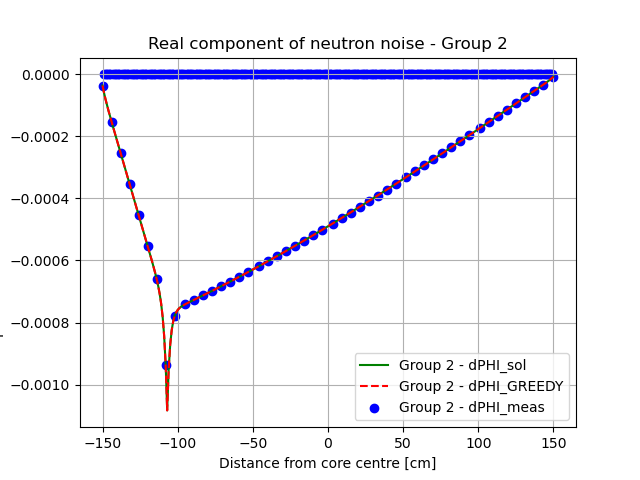 Real component of neutron noise - Group 2
0.0000
−0.0002
−0.0004
−0.0006
−0.0008
−0.0010
Group 2 - dPHI_sol
Group 2 - dPHI_GREEDY
Group 2 - dPHI_meas
−150 −100 −50 0 50 100 150
Distance from core centre [cm]